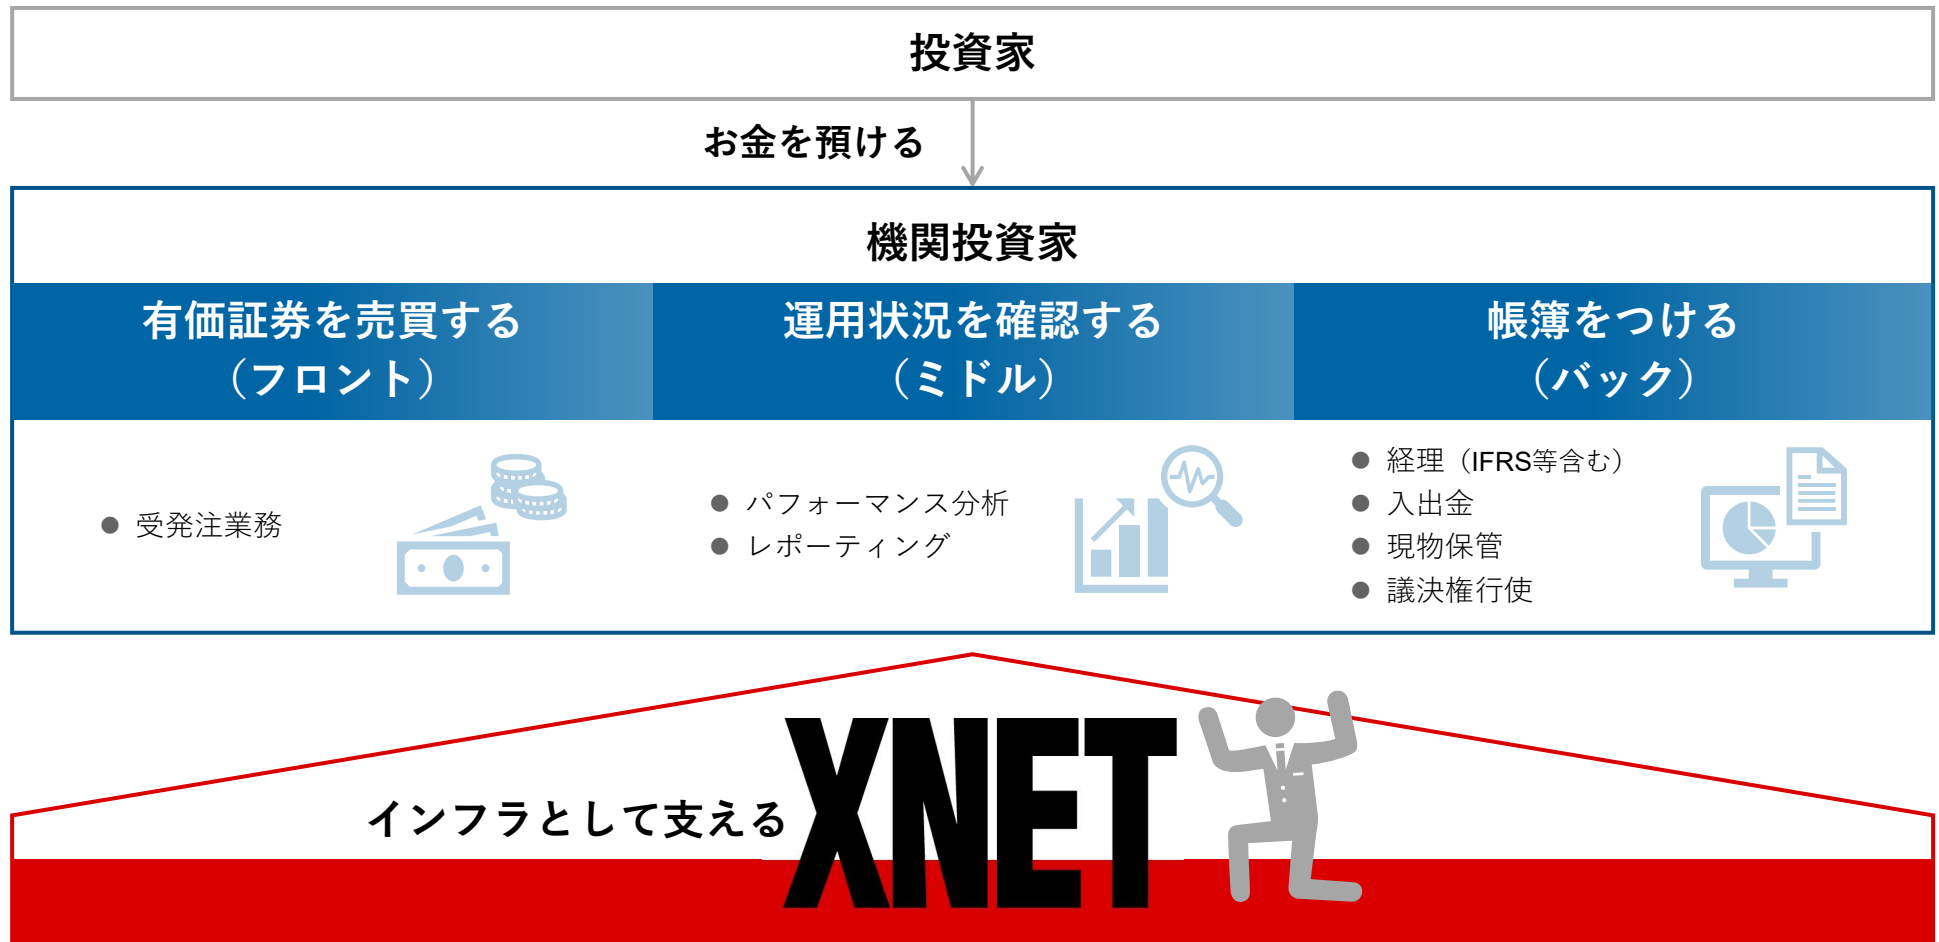 投資家
お金を預ける
機関投資家
有価証券を売買する
（フロント）
運用状況を確認する
（ミドル）
帳簿をつける
（バック）
● 受発注業務
● パフォーマンス分析
● レポーティング
● 経理（IFRS等含む）
● 入出金
● 現物保管
● 議決権行使
インフラとして支える
XNET